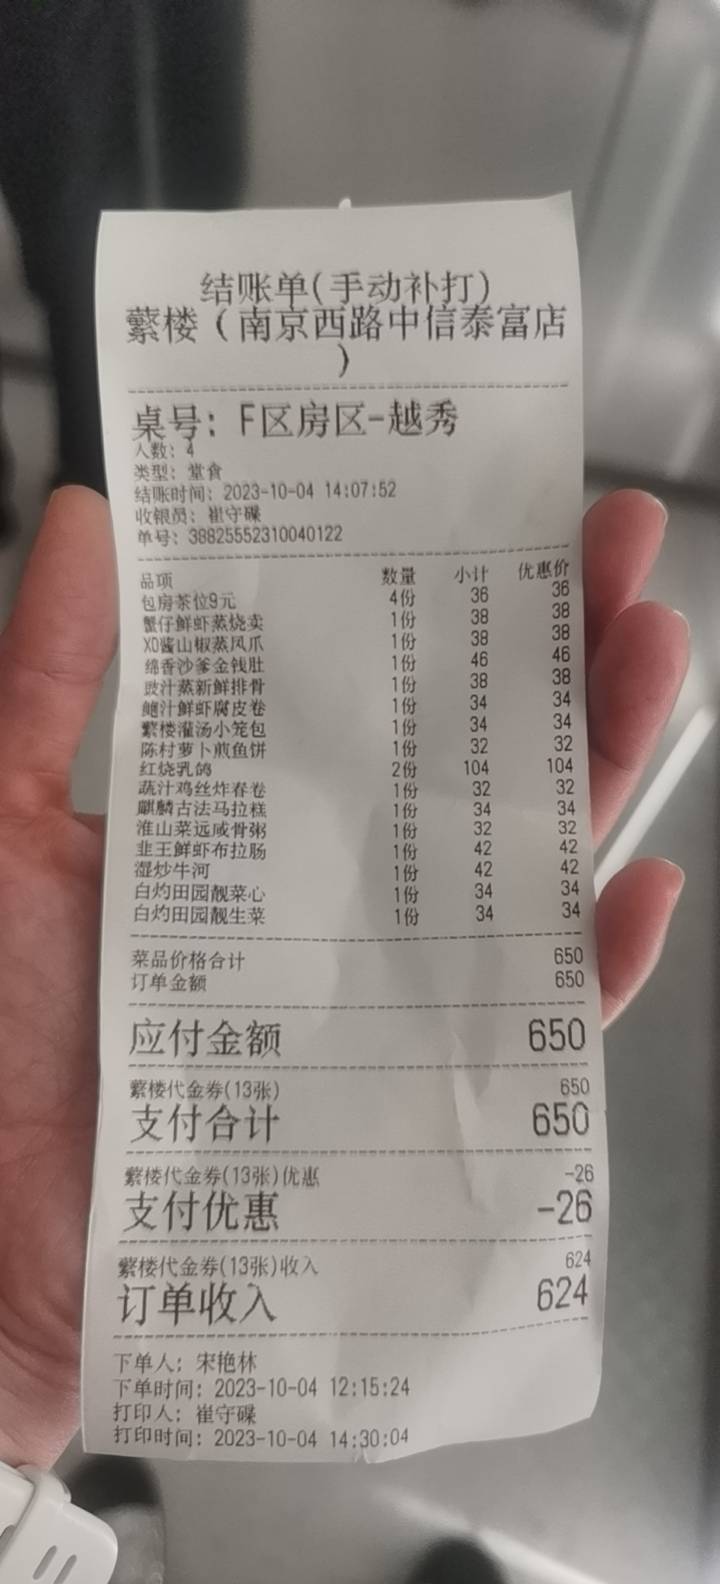 结账单(手动补打)
蘩楼（南京西路中信泰富店
）
桌号: F区房区-越秀
人数: 4
类型: 堂食
结账时间: 2023-10-04 14:07:52
收银员: 崔守碟
单号: 38825552310040122
品项 数量 小计 优惠价
包房茶位9元 4份 36 36
蟹仔鲜虾蒸烧卖 1份 38 38
XO酱山椒蒸凤爪 1份 38 38
绵香沙爹金钱肚 1份 46 46
豉汁蒸新鲜排骨 1份 38 38
鲍汁鲜虾腐皮卷 1份 34 34
蘩楼灌汤小笼包 1份 34 34
陈村萝卜煎鱼饼 1份 32 32
红烧乳鸽 2份 104 104
蔬汁鸡丝炸春卷 1份 32 32
麒麟古法马拉糕 1份 34 34
淮山菜远咸骨粥 1份 32 32
韭王鲜虾布拉肠 1份 42 42
湿炒牛河 1份 42 42
白灼田园靓菜心 1份 34 34
白灼田园靓生菜 1份 34 34
菜品价格合计 650
订单金额 650
应付金额 650
蘩楼代金券(13张) 650
支付合计 650
蘩楼代金券(13张)优惠 -26
支付优惠 -26
蘩楼代金券(13张)收入 624
订单收入 624
下单人: 宋艳林
下单时间: 2023-10-04 12:15:24
打印人: 崔守碟
打印时间: 2023-10-04 14:30:04